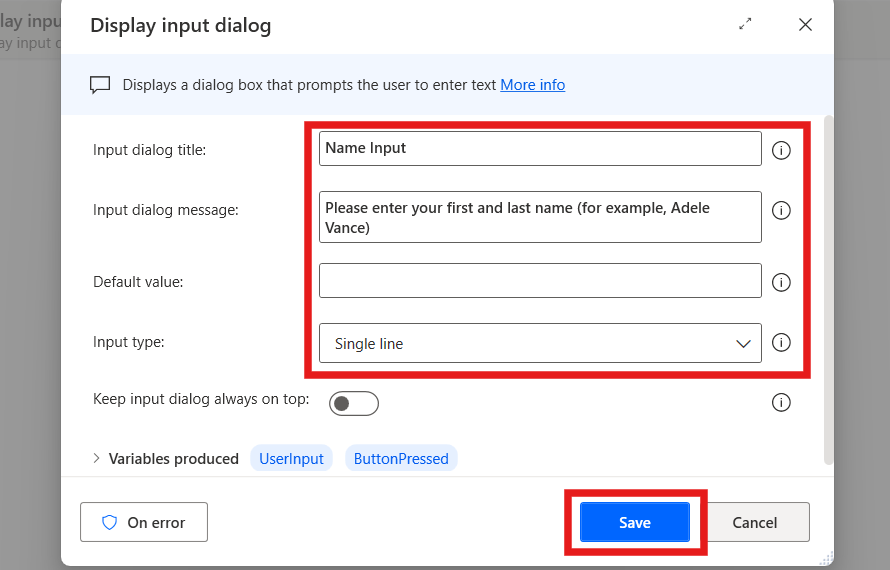 Display input dialog
lay inpu
ay input d
Displays a dialog box that prompts the user to enter text More info
Input dialog title:
Name Input
Input dialog message:
Please enter your first and last name (for example, Adele
Vance)
Default value:
Input type:
Single line
Keep input dialog always on top:
Variables produced UserInput ButtonPressed
On error
Save
Cancel